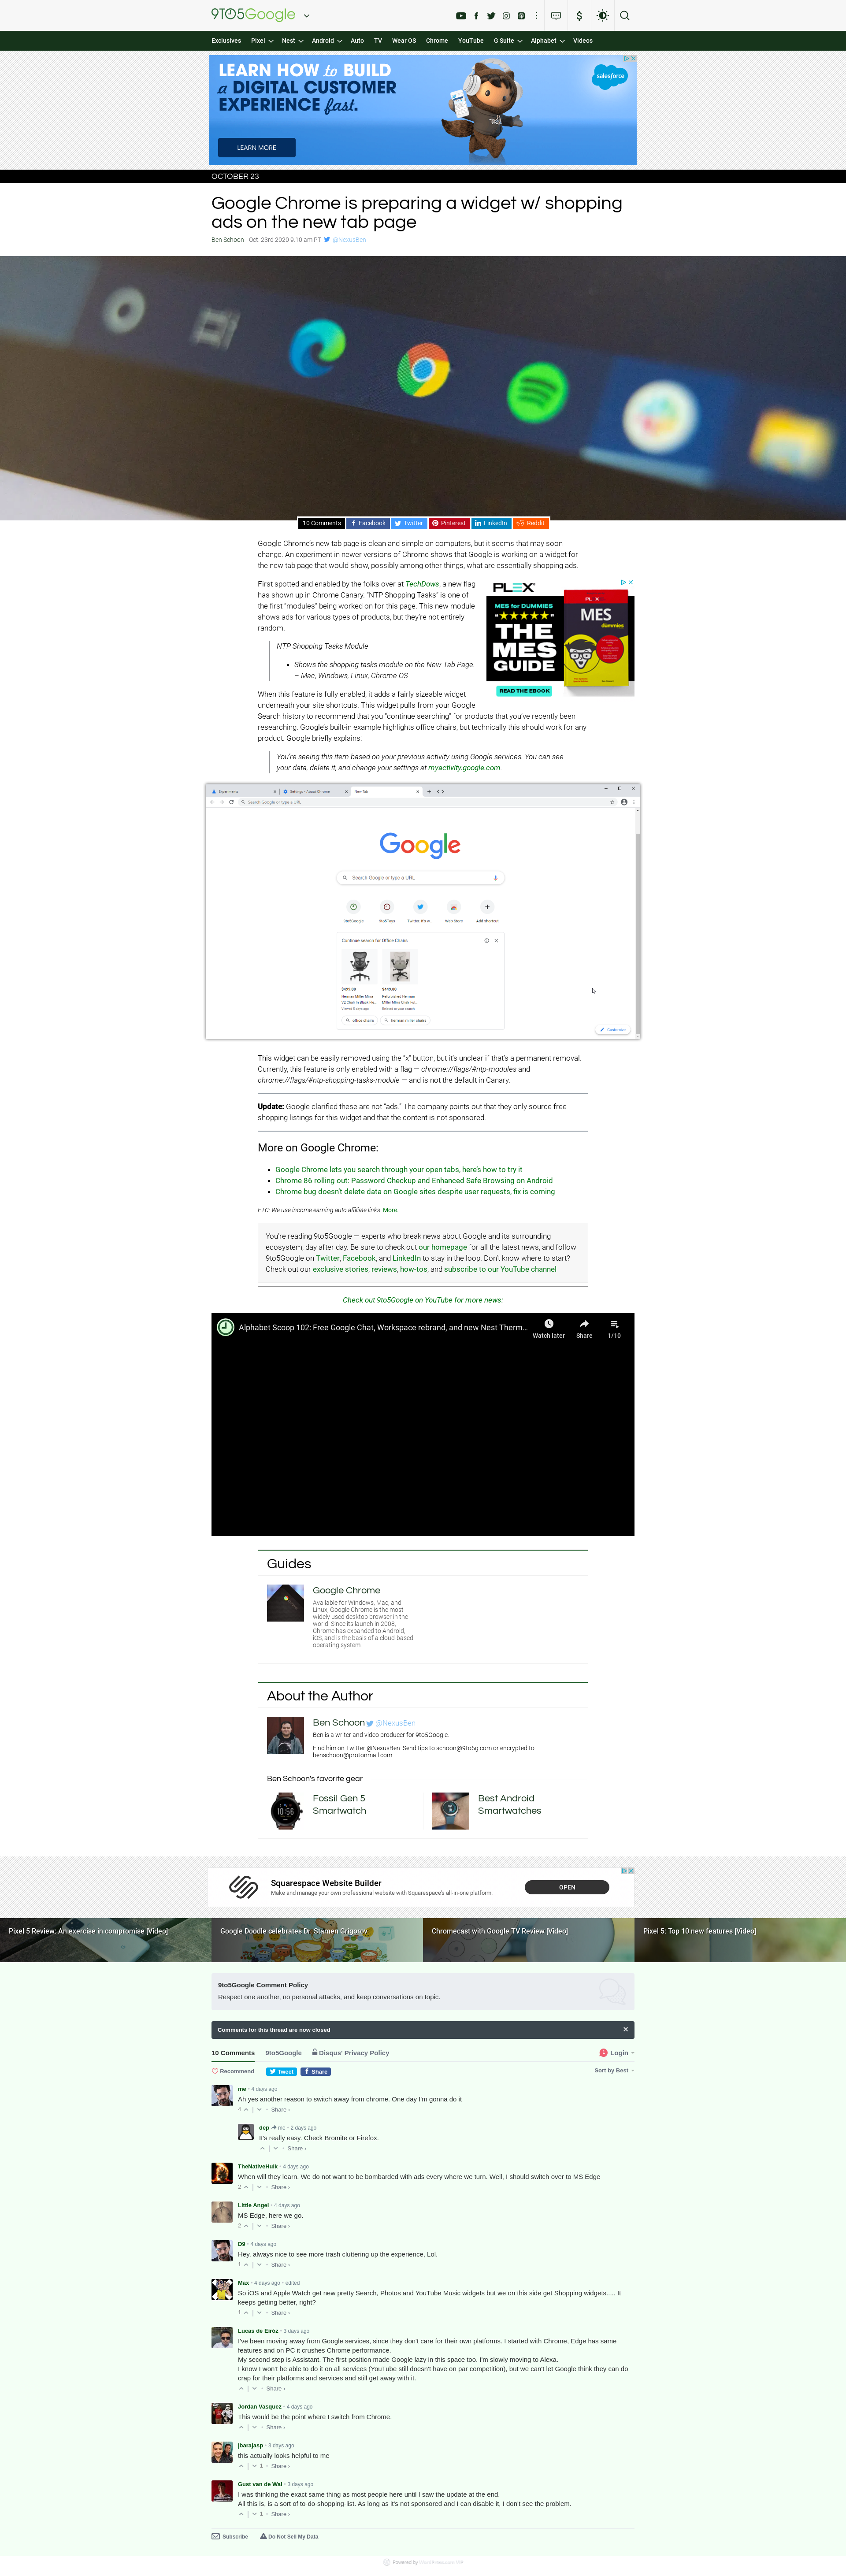 9TO5Google
Exclusives Pixel Nest Android Auto TV Wear OS Chrome YouTube G Suite Alphabet Videos
LEARN HOW to BUILD
a DIGITAL CUSTOMER
EXPERIENCE fast.
salesforce
LEARN MORE
OCTOBER 23
Google Chrome is preparing a widget w/ shopping
ads on the new tab page
Ben Schoon - Oct. 23rd 2020 9:10 am PT @NexusBen
10 Comments Facebook Twitter Pinterest LinkedIn Reddit
Google Chrome's new tab page is clean and simple on computers, but it seems that may soon
change. An experiment page in newer versions of Chrome shows that Google is working on a widget for
the new tab page that would show, possibly among other things, what are essentially shopping ads.
First spotted and enabled by the folks over at TechDows, a new flag
has shown up in Chrome Canary. "NTP Shopping Tasks" is one of
the first "modules" being worked on for this page. This new module
shows ads for various types of products, but they're not entirely
random.
PLEX
MES for DUMMIES
THE
MES
GUIDE
READ THE EBOOK
PLEX
MES
dummies
NTP Shopping Tasks Module
Shows the shopping tasks module on the New Tab Page.
– Mac, Windows, Linux, Chrome OS
When this feature is fully enabled, it adds a fairly sizeable widget
underneath your site shortcuts. This widget pulls from your Google
Search history to recommend that you "continue searching" for products that you've recently been
researching. Google's built-in example highlights office chairs, but technically this should work for any
product. Google briefly explains:
You're seeing this item based on your previous activity using Google services. You can see
your data, delete it, and change your settings at myactivity.google.com.
Experiments Settings - About Chrome New Tab
Search Google or type a URL
Google
Search Google or type a URL
9to5Google 9to5Toys Twitter. It's w... Web Store Add shortcut
Continue search for Office Chairs
$999.00 $449.00
Herman Miller Mirra Refurbished Herman
V2 Chair In Black Fle... Miller Mirra Chair Ful...
Viewed 3 days ago Related to your search
office chairs herman miller chairs
Customize
This widget can be easily removed using the "x" button, but it's unclear if that's a permanent removal.
Currently, this feature is only enabled with a flag — chrome://flags/#ntp-modules and
chrome://flags/#ntp-shopping-tasks-module — and is not the default in Canary.
Update: Google clarified these are not "ads." The company points out that they only source free
shopping listings for this widget and that the content is not sponsored.
More on Google Chrome:
Google Chrome lets you search through your open tabs, here's how to try it
Chrome 86 rolling out: Password Checkup and Enhanced Safe Browsing on Android
Chrome bug doesn't delete data on Google sites despite user requests, fix is coming
FTC: We use income earning auto affiliate links. More.
You're reading 9to5Google — experts who break news about Google and its surrounding
ecosystem, day after day. Be sure to check out our homepage for all the latest news, and follow
9to5Google on Twitter, Facebook, and LinkedIn to stay in the loop. Don't know where to start?
Check out our exclusive stories, reviews, how-tos, and subscribe to our YouTube channel
Check out 9to5Google on YouTube for more news:
Alphabet Scoop 102: Free Google Chat, Workspace rebrand, and new Nest Therm... Watch later Share 1/10
Guides
Google Chrome
Available for Windows, Mac, and
Linux, Google Chrome is the most
widely used desktop browser in the
world. Since its launch in 2008,
Chrome has expanded to Android,
iOS, and is the basis of a cloud-based
operating system.
About the Author
Ben Schoon @NexusBen
Ben is a writer and video producer for 9to5Google.
Find him on Twitter @NexusBen. Send tips to schoon@9to5g.com or encrypted to
benschoon@protonmail.com.
Ben Schoon's favorite gear
Fossil Gen 5
Smartwatch
Best Android
Smartwatches
Squarespace Website Builder
Make and manage your own professional website with Squarespace's all-in-one platform.
OPEN
Pixel 5 Review: An exercise in compromise [Video] Google Doodle celebrates Dr. Stamen Grigorov Chromecast with Google TV Review [Video] Pixel 5: Top 10 new features [Video]
9to5Google Comment Policy
Respect one another, no personal attacks, and keep conversations on topic.
Comments for this thread are now closed
10 Comments 9to5Google Disqus' Privacy Policy 1 Login
Recommend Tweet Share Sort by Best
nw • 4 days ago
Ah yes another reason to switch away from chrome. One day I'm gonna do it
4 Share ›
dep nw • 2 days ago
It's really easy. Check Bromite or Firefox.
Share ›
TheNativeHulk • 4 days ago
When will they learn. We do not want to be bombarded with ads every where we turn. Well, I should switch over to MS Edge
2 Share ›
Little Angel • 4 days ago
MS Edge, here we go.
2 Share ›
D9 • 4 days ago
Hey, always nice to see more trash cluttering up the experience, Lol.
1 Share ›
Max • 4 days ago • edited
So iOS and Apple Watch get new pretty Search, Photos and YouTube Music widgets but we on this side get Shopping widgets..... It
keeps getting better, right?
1 Share ›
Lucas de Eiróz • 3 days ago
I've been moving away from Google services, since they don't care for their own platforms. I started with Chrome, Edge has same
features and on PC it crushes Chrome performance.
My second step is Assistant. The first position made Google lazy in this space too. I'm slowly moving to Alexa.
I know I won't be able to do it on all services (YouTube still doesn't have on par competition), but we can't let Google think they can do
crap for their platforms and services and still get away with it.
Share ›
Jordan Vasquez • 4 days ago
This would be the point where I switch from Chrome.
Share ›
jbarajasp • 3 days ago
this actually looks helpful to me
1 Share ›
Gust van de Wal • 3 days ago
I was thinking the exact same thing as most people here until I saw the update at the end.
All this is, is a sort of to-do-shopping-list. As long as it's not sponsored and I can disable it, I don't see the problem.
1 Share ›
Subscribe Do Not Sell My Data
Powered by WordPress.com VIP